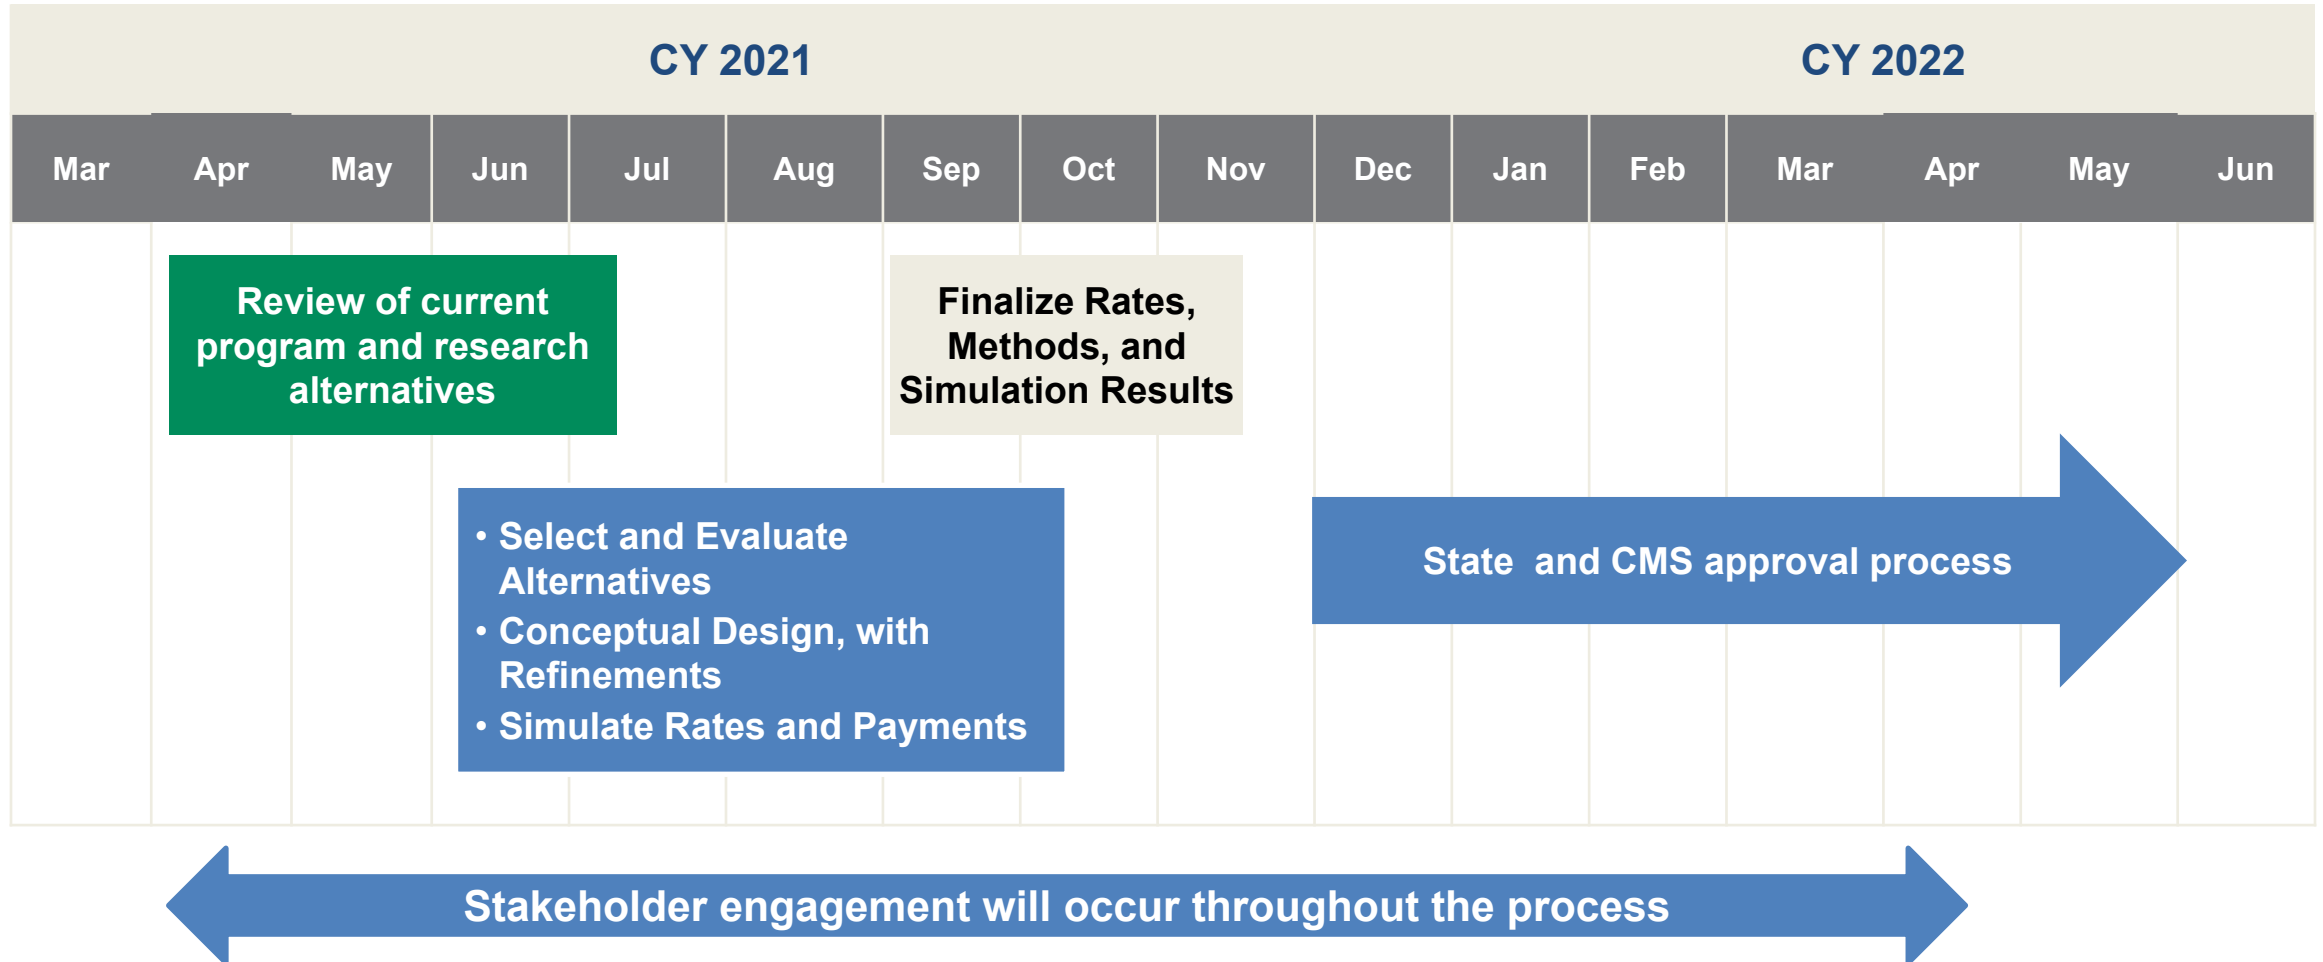 CY 2021
CY 2022
Mar Apr May Jun Jul Aug Sep Oct Nov Dec Jan Feb Mar Apr May Jun
Review of current
program and research
alternatives
Finalize Rates,
Methods, and
Simulation Results
• Select and Evaluate
Alternatives
• Conceptual Design, with
Refinements
• Simulate Rates and Payments
State and CMS approval process
Stakeholder engagement will occur throughout the process